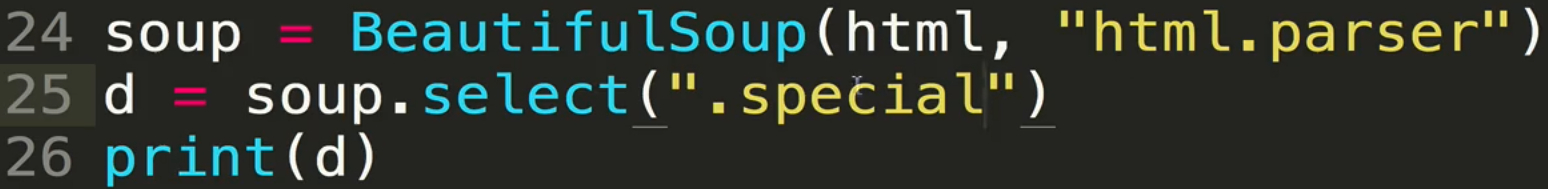 24 soup = BeautifulSoup(html, "html.parser")
25 d = soup.select(".special")
26 print(d)